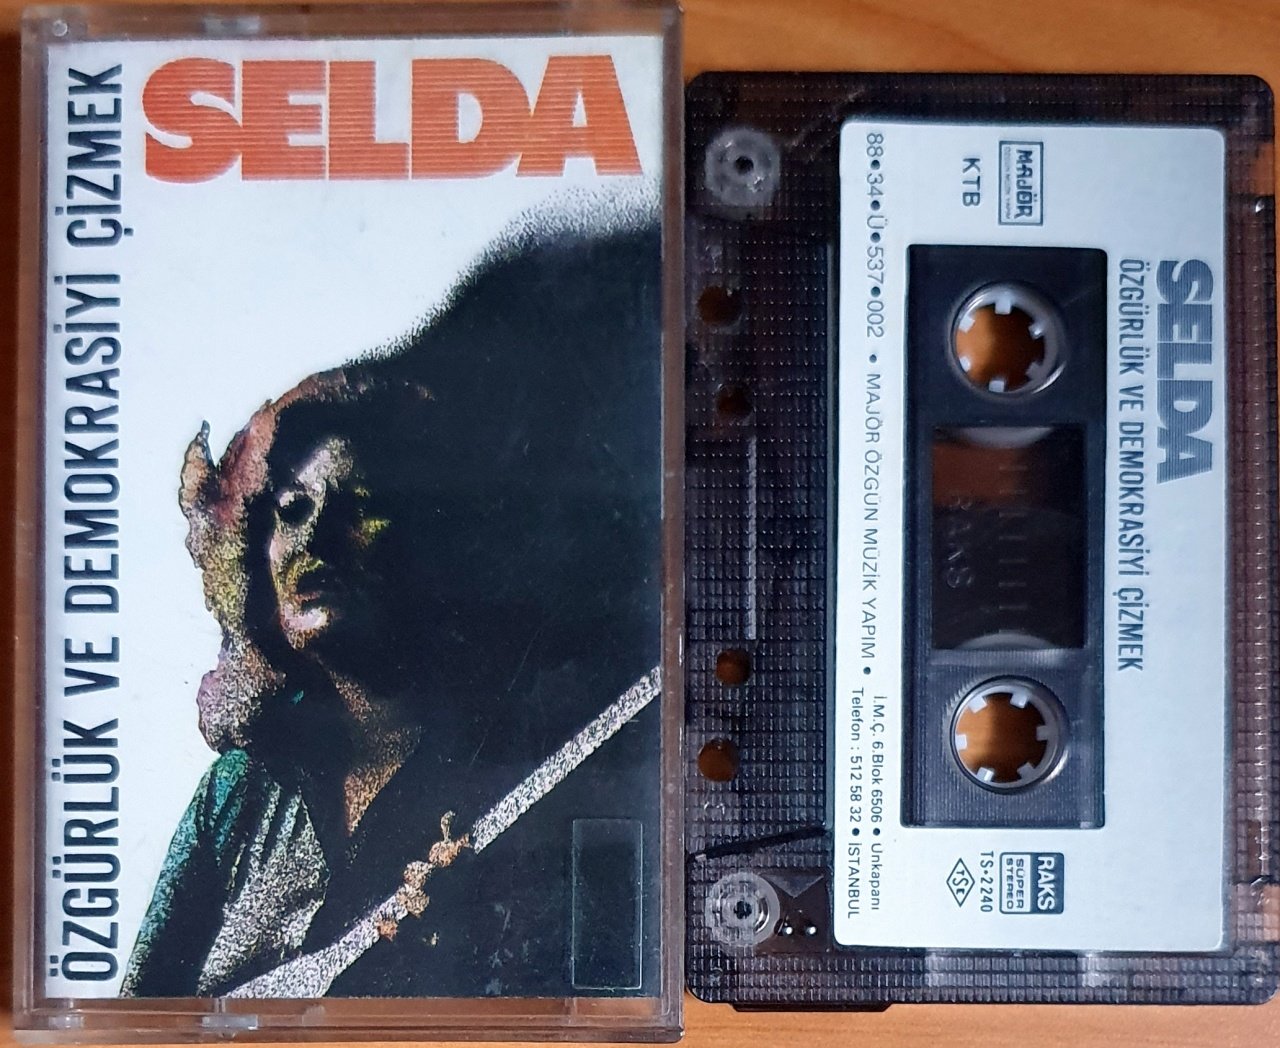 SELDA
ÖZGÜRLÜK VE DEMOKRASİYİ ÇİZMEK
MAJÖR
KTB
SELDA
ÖZGÜRLÜK VE DEMOKRASİYİ ÇİZMEK
RAKS
RAKS
SÜPER
STEREO
TS•2240
TSE
88•34•Ü•537•002 • MAJÖR ÖZGÜN MÜZİK YAPIM •
İ.M.Ç. 6.Blok 6506 • Unkapanı
Telefon : 512 58 32 • İSTANBUL